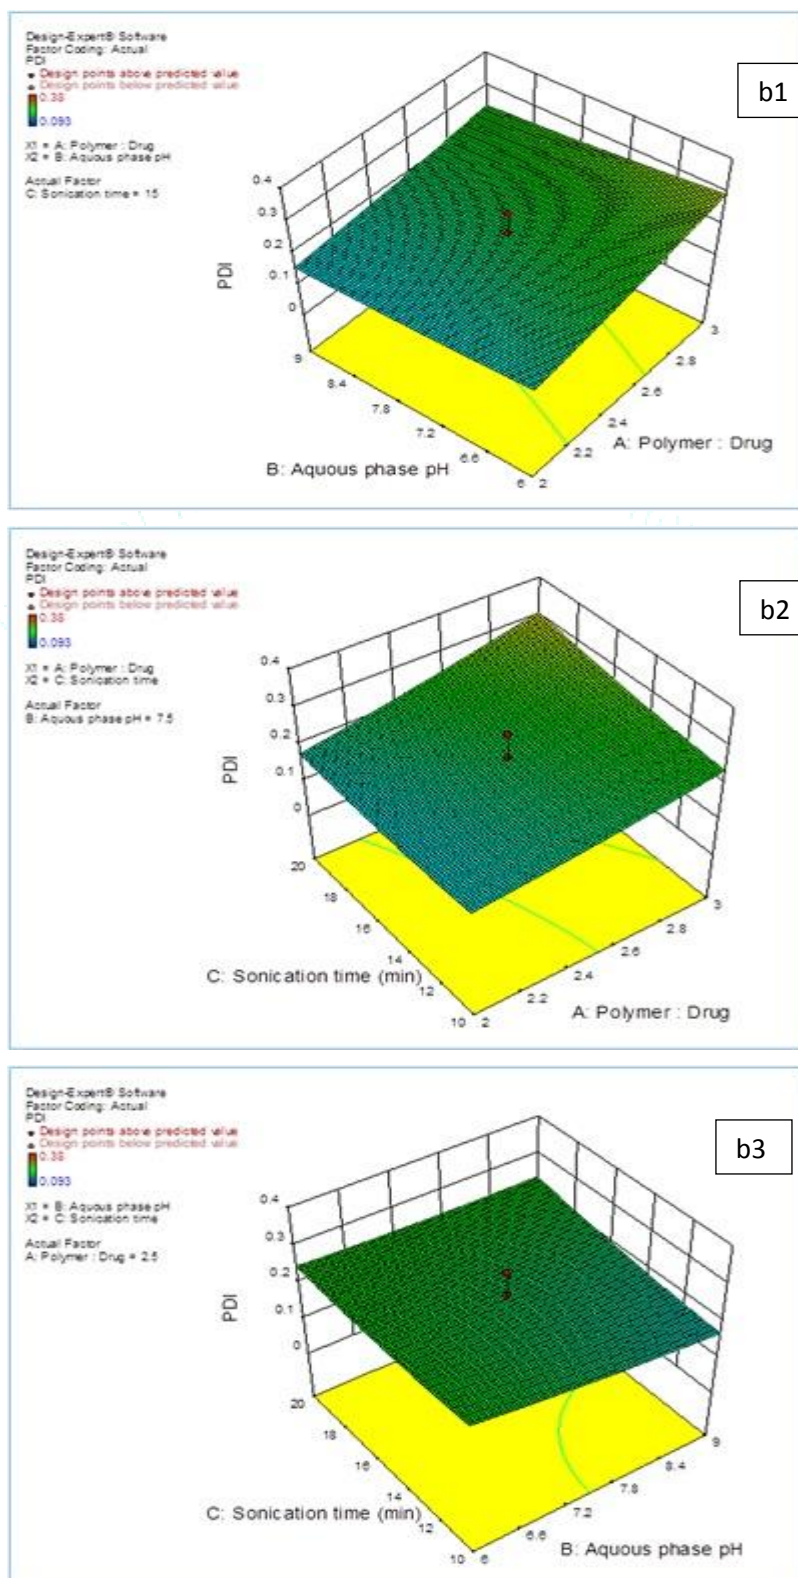 Design-Expert® Software
Factor Coding: Actual
PDI
Design points above predicted value
Design points below predicted value
0.38
0.093
X1 = A: Polymer : Drug
X2 = B: Aquous phase pH
Actual Factor
C: Sonication time = 15
b1
0.4
0.3
0.2
0.1
0
PDI
9
8.4
7.8
7.2
6.6
6
2
2.2
2.4
2.6
2.8
3
B: Aquous phase pH
A: Polymer : Drug
Design-Expert® Software
Factor Coding: Actual
PDI
Design points above predicted value
Design points below predicted value
0.38
0.093
X1 = A: Polymer : Drug
X2 = C: Sonication time
Actual Factor
B: Aquous phase pH = 7.5
b2
0.4
0.3
0.2
0.1
0
PDI
20
18
16
14
12
10
2
2.2
2.4
2.6
2.8
3
C: Sonication time (min)
A: Polymer : Drug
Design-Expert® Software
Factor Coding: Actual
PDI
Design points above predicted value
Design points below predicted value
0.38
0.093
X1 = B: Aquous phase pH
X2 = C: Sonication time
Actual Factor
A: Polymer : Drug = 2.5
b3
0.4
0.3
0.2
0.1
0
PDI
20
18
16
14
12
10
6
6.6
7.2
7.8
8.4
9
C: Sonication time (min)
B: Aquous phase pH